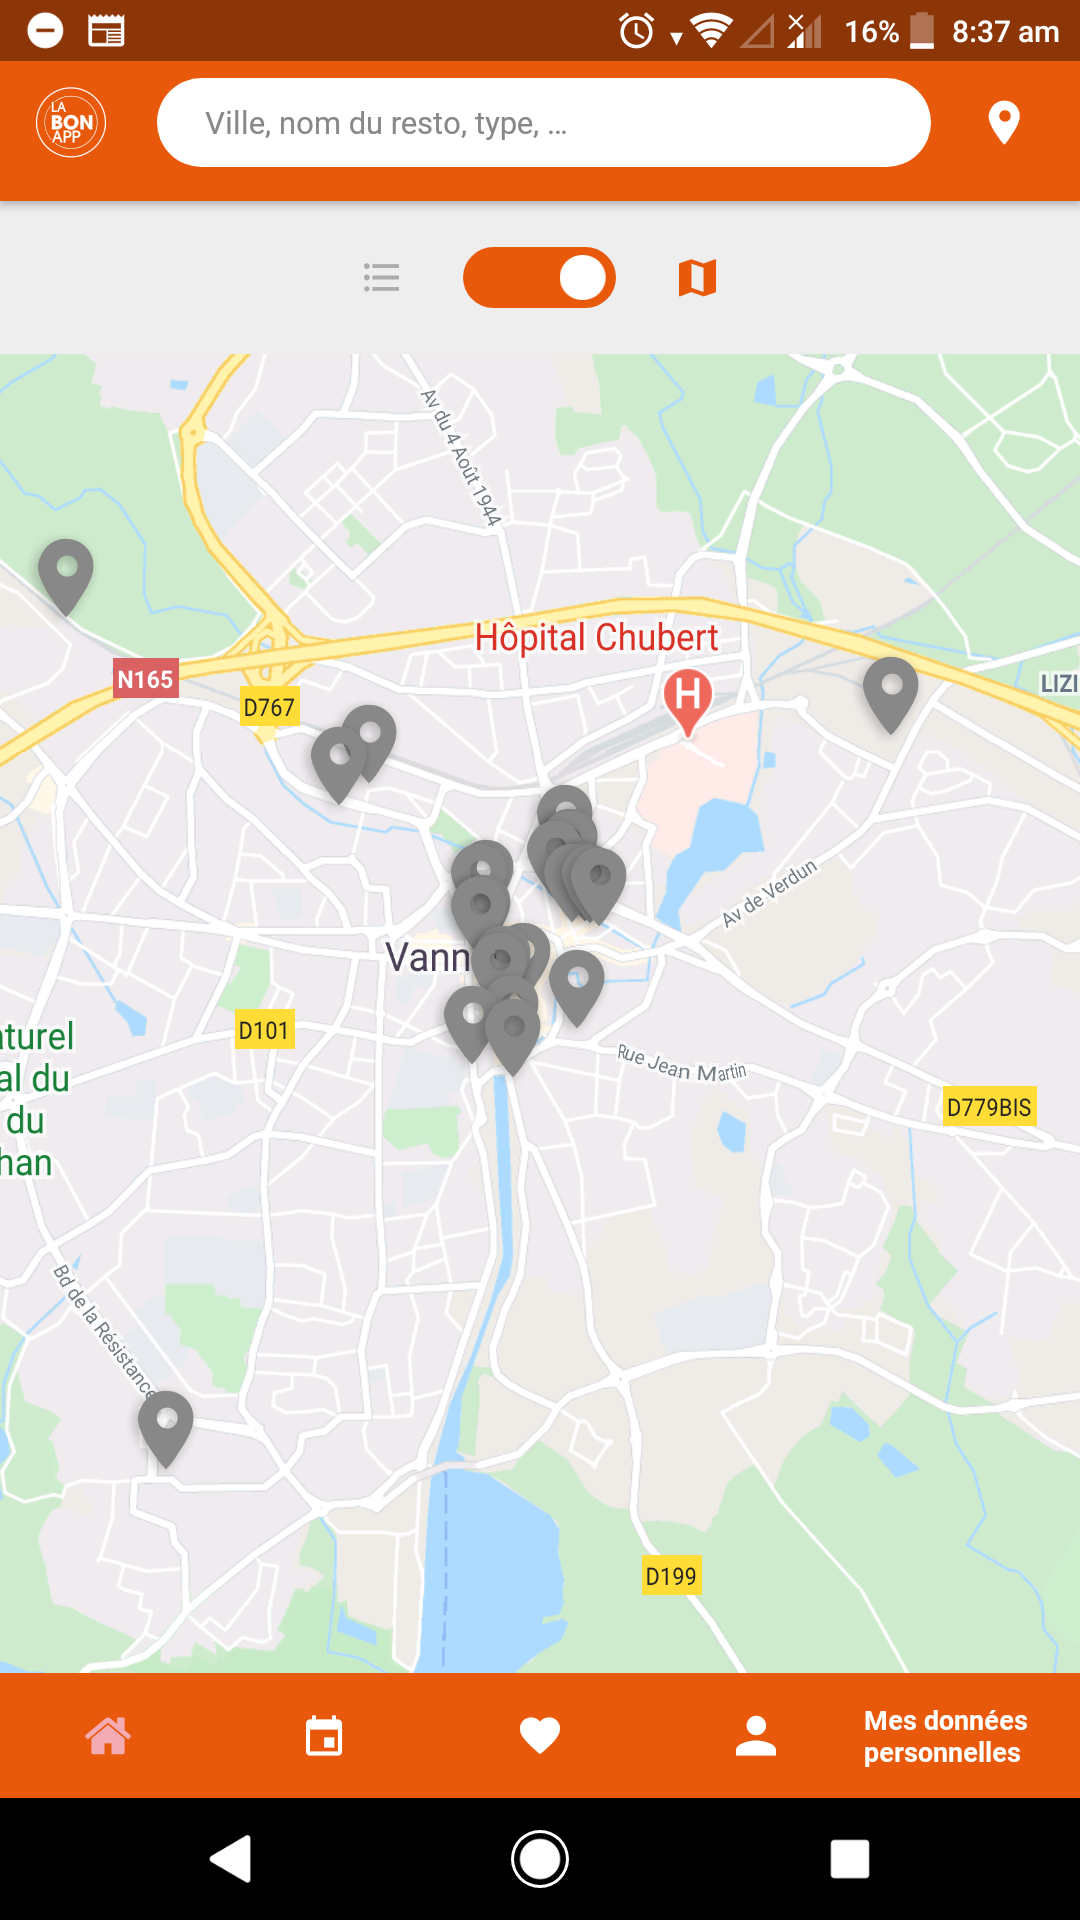 16% 8:37 am
LA
BON
APP
Ville, nom du resto, type, ...
Av du 4 Août 1944
Hôpital Chubert
H
N165
LIZI
D767
Av de Verdun
Vann
aturel
al du
du
han
D101
Rue Jean Martin
D779BIS
Bd de la Résistance
D199
Mes données
personnelles